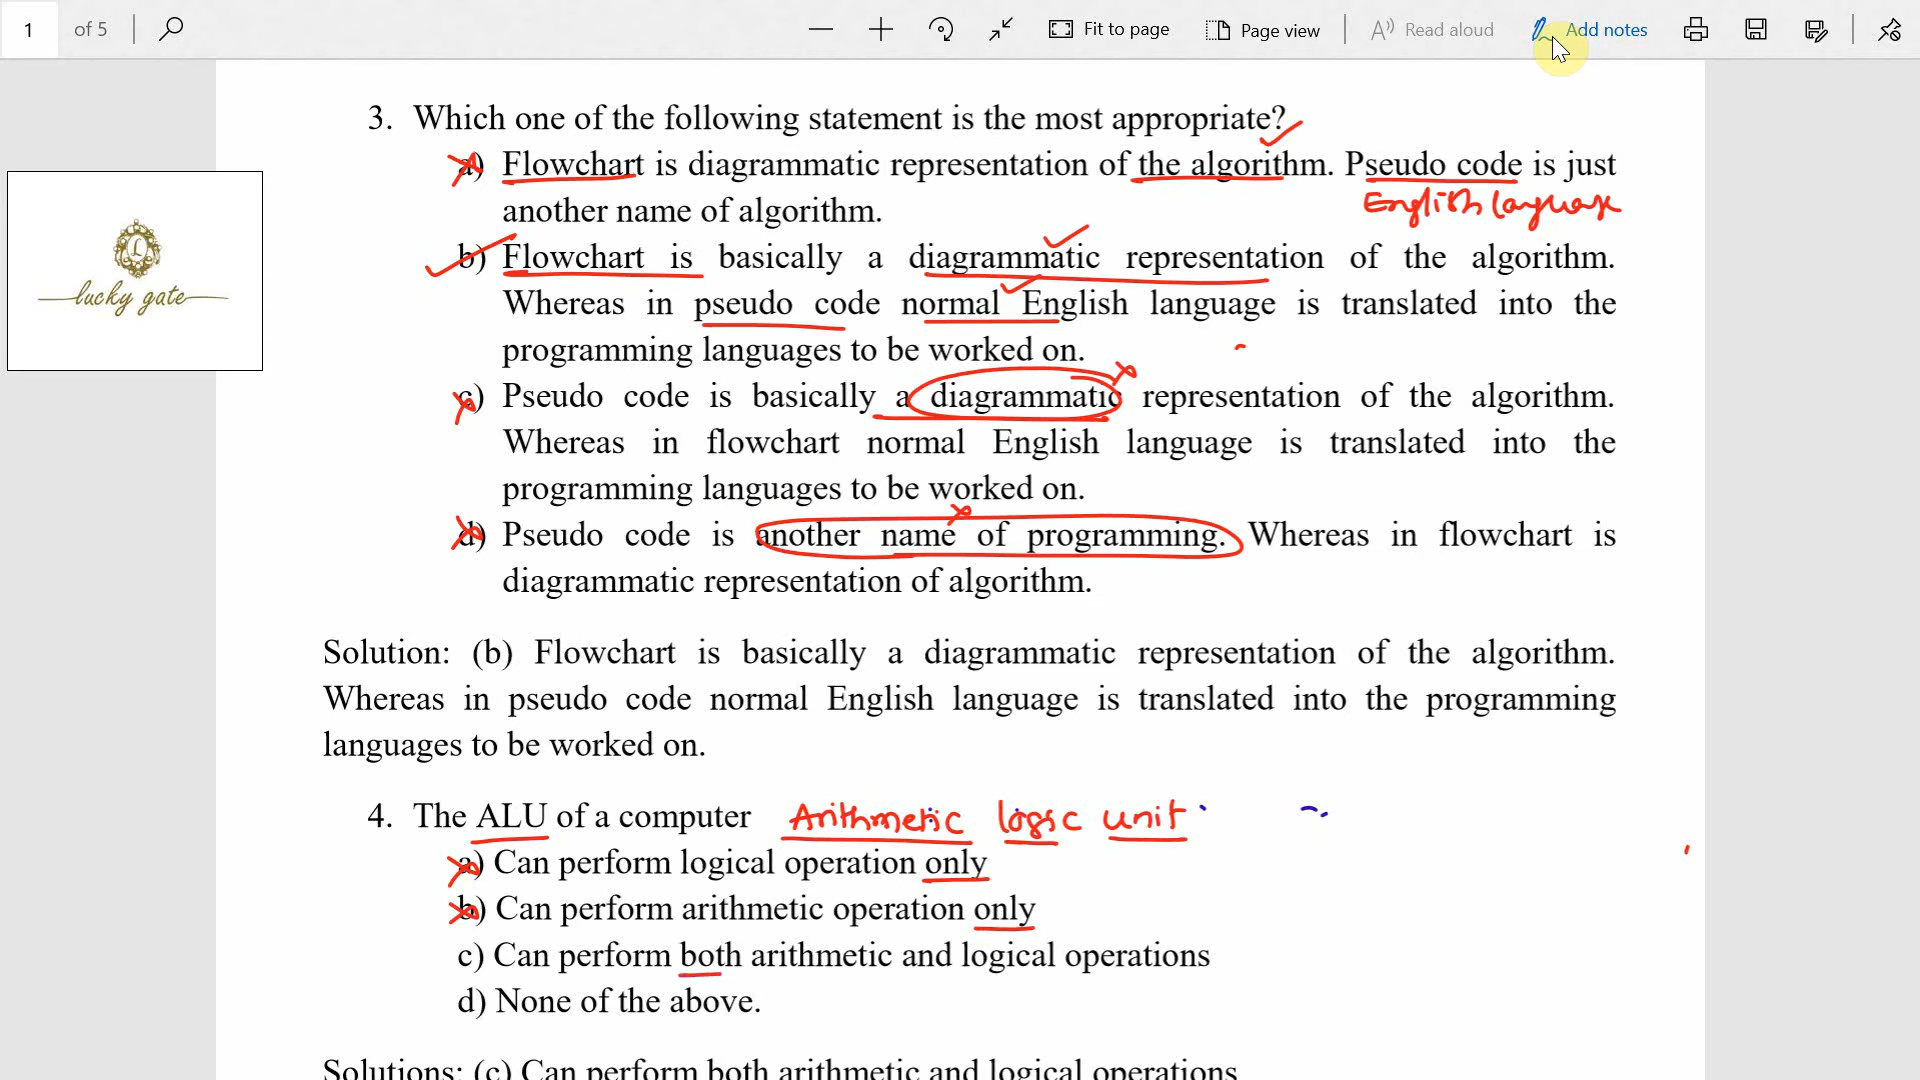 1 of 5 Fit to page Page view Read aloud Add notes
3. Which one of the following statement is the most appropriate?
a) Flowchart is diagrammatic representation of the algorithm. Pseudo code is just
another name of algorithm.
English language
b) Flowchart is basically a diagrammatic representation of the algorithm.
Whereas in pseudo code normal English language is translated into the
programming languages to be worked on.
c) Pseudo code is basically a diagrammatic representation of the algorithm.
Whereas in flowchart normal English language is translated into the
programming languages to be worked on.
d) Pseudo code is another name of programming. Whereas in flowchart is
diagrammatic representation of algorithm.
L
lucky gate
Solution: (b) Flowchart is basically a diagrammatic representation of the algorithm.
Whereas in pseudo code normal English language is translated into the programming
languages to be worked on.
4. The ALU of a computer Arithmetic logic unit
a) Can perform logical operation only
b) Can perform arithmetic operation only
c) Can perform both arithmetic and logical operations
d) None of the above.
Solutions: (c) Can perform both arithmetic and logical operations